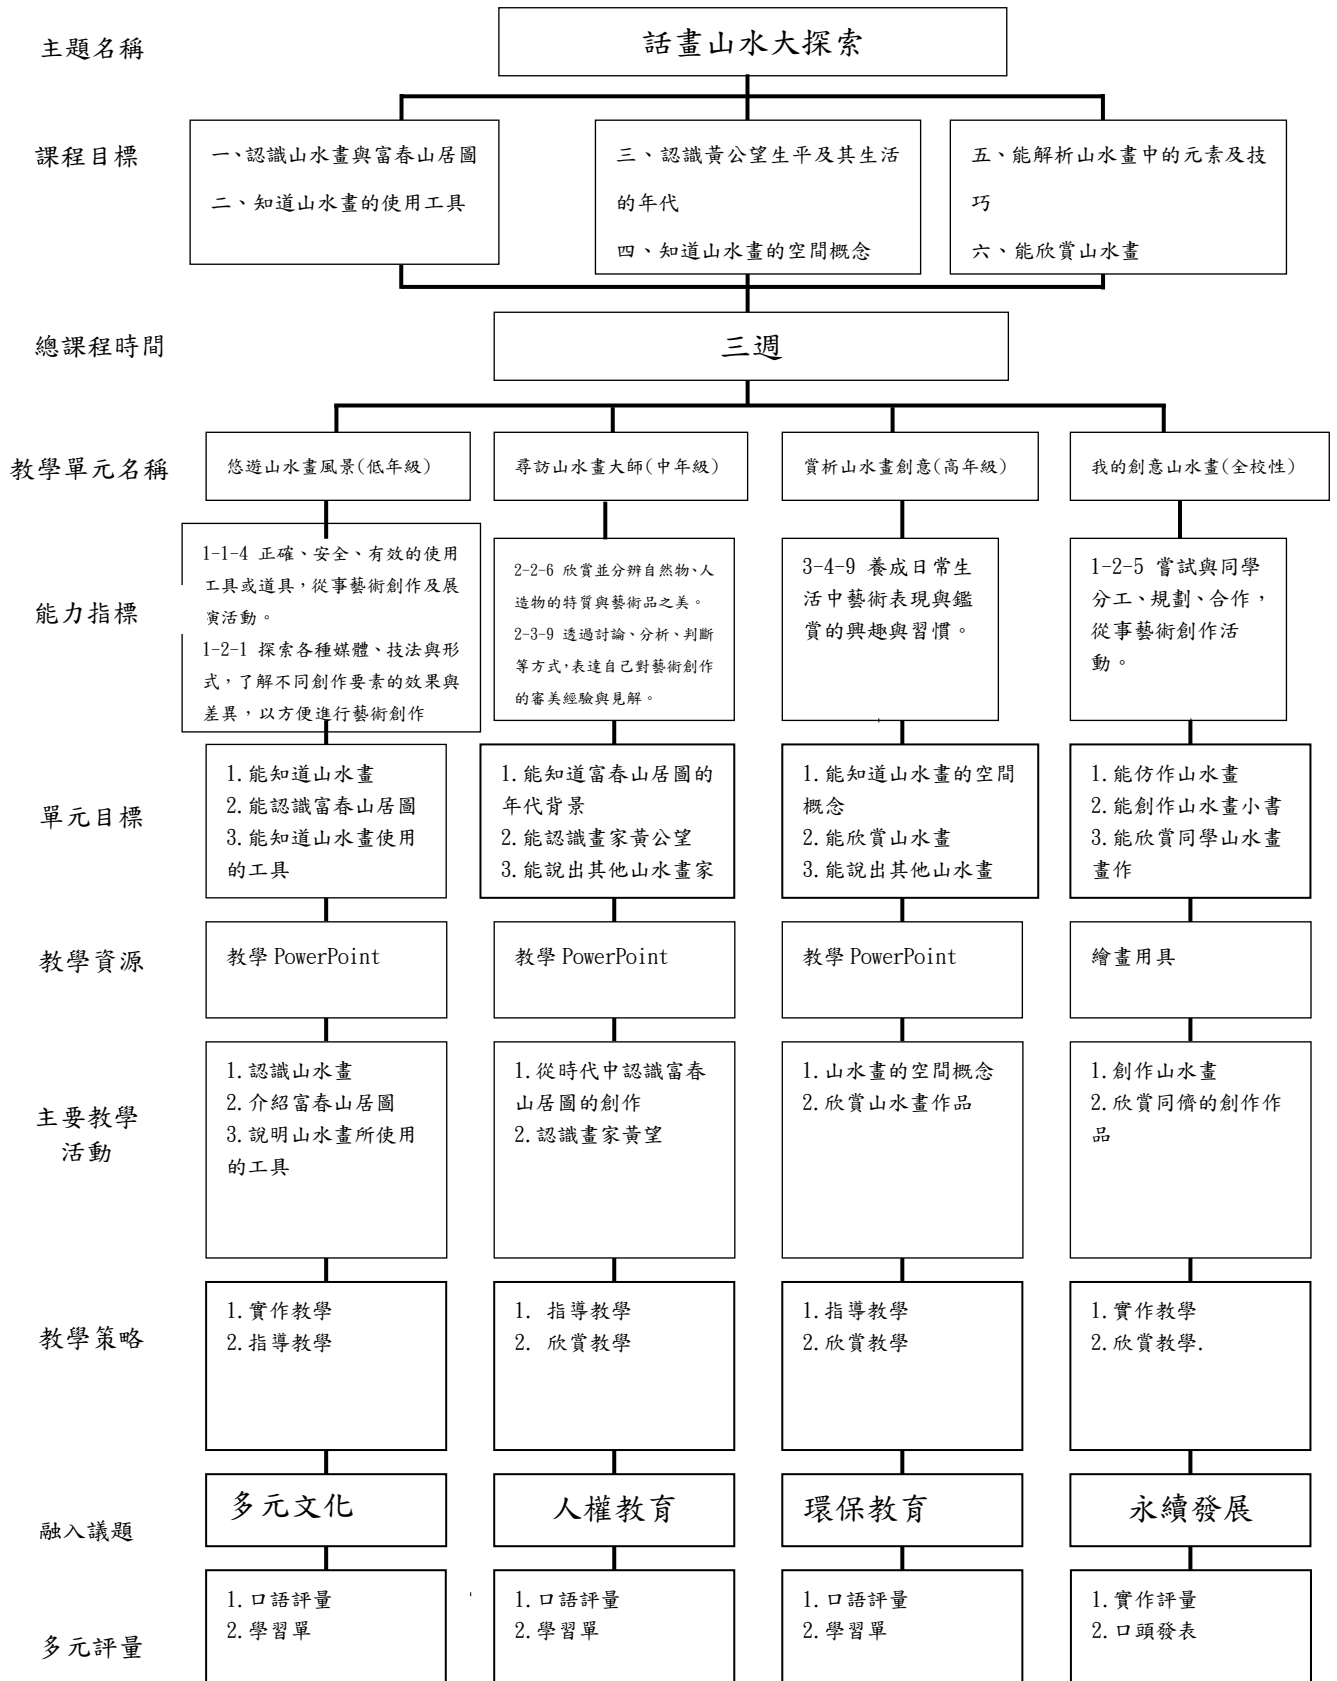 主題名稱
話畫山水大探索
課程目標
一、認識山水畫與富春山居圖
二、知道山水畫的使用工具
三、認識黃公望生平及其生活
的年代
四、知道山水畫的空間概念
五、能解析山水畫中的元素及技
巧
六、能欣賞山水畫
總課程時間
三週
教學單元名稱
悠遊山水畫風景(低年級)
尋訪山水畫大師(中年級)
賞析山水畫創意(高年級)
我的創意山水畫(全校性)
能力指標
1-1-4 正確、安全、有效的使用
工具或道具，從事藝術創作及展
演活動。
1-2-1 探索各種媒體、技法與形
式，了解不同創作要素的效果與
差異，以方便進行藝術創作
2-2-6 欣賞並分辨自然物、人
造物的特質與藝術品之美。
2-3-9 透過討論、分析、判斷
等方式，表達自己對藝術創作
的審美經驗與見解。
3-4-9 養成日常生
活中藝術表現與鑑
賞的興趣與習慣。
1-2-5 嘗試與同學
分工、規劃、合作，
從事藝術創作活
動。
單元目標
1.能知道山水畫
2.能認識富春山居圖
3.能知道山水畫使用
的工具
1.能知道富春山居圖的
年代背景
2.能認識畫家黃公望
3.能說出其他山水畫家
1.能知道山水畫的空間
概念
2.能欣賞山水畫
3.能說出其他山水畫
1.能仿作山水畫
2.能創作山水畫小書
3.能欣賞同學山水畫
畫作
教學資源
教學 PowerPoint
教學 PowerPoint
教學 PowerPoint
繪畫用具
主要教學
活動
1.認識山水畫
2.介紹富春山居圖
3.說明山水畫所使用
的工具
1.從時代中認識富春
山居圖的創作
2.認識畫家黃望
1.山水畫的空間概念
2.欣賞山水畫作品
1.創作山水畫
2.欣賞同儕的創作作
品
教學策略
1.實作教學
2.指導教學
1. 指導教學
2. 欣賞教學
1.指導教學
2.欣賞教學
1.實作教學
2.欣賞教學.
融入議題
多元文化
人權教育
環保教育
永續發展
多元評量
1.口語評量
2.學習單
1.口語評量
2.學習單
1.口語評量
2.學習單
1.實作評量
2.口頭發表